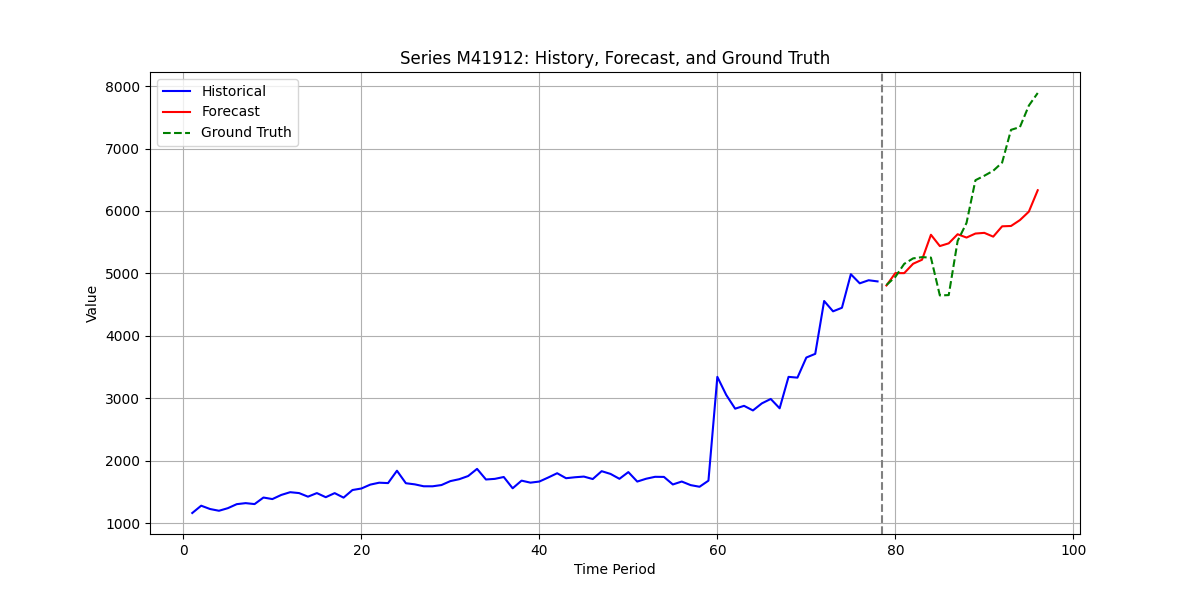 Series M41912: History, Forecast, and Ground Truth
Historical
Forecast
Ground Truth
8000
7000
6000
5000
4000
3000
2000
1000
Value
0
20
40
60
80
100
Time Period